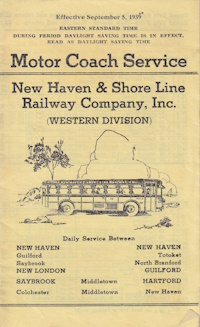 Effective September 5, 1939
EASTERN STANDARD TIME
DURING PERIOD DAYLIGHT SAVING TIME IS IN EFFECT,
READ AS DAYLIGHT SAVING TIME
Motor Coach Service
New Haven & Shore Line
Railway Company, Inc.
(WESTERN DIVISION)
Daily Service Between
NEW HAVEN NEW HAVEN
Guilford Totoket
Saybrook North Branford
NEW LONDON GUILFORD
SAYBROOK Middletown HARTFORD
Colchester Middletown New Haven